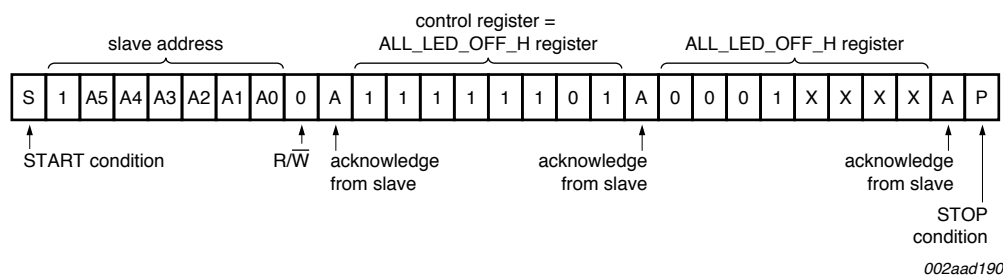 control register =
slave address ALL_LED_OFF_H register ALL_LED_OFF_H register
S 1 A5 A4 A3 A2 A1 A0 0 A 1 1 1 1 1 1 0 1 A 0 0 0 1 X X X X A P
START condition R/W̅ acknowledge acknowledge acknowledge
from slave from slave from slave
STOP
condition
002aad190